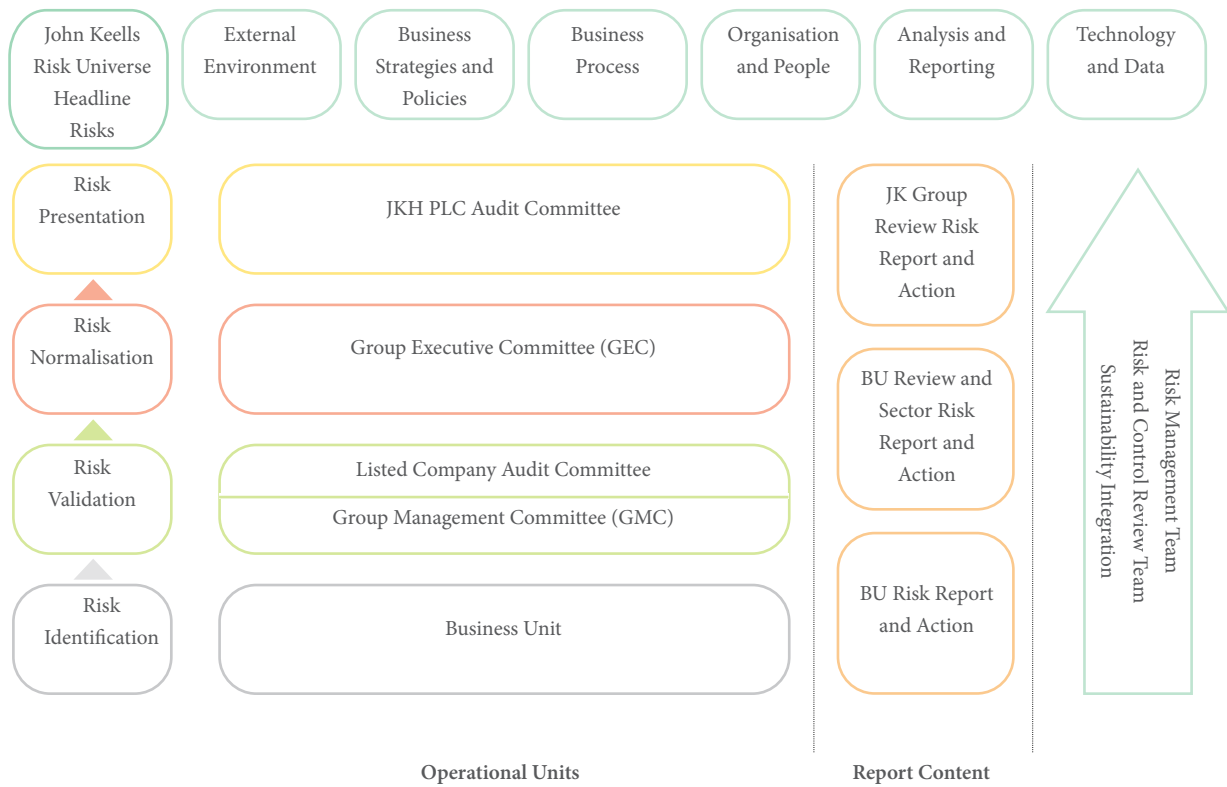 John Keells
Risk Universe
Headline
Risks
External
Environment
Business
Strategies and
Policies
Business
Process
Organisation
and People
Analysis and
Reporting
Technology
and Data
Risk
Presentation
JKH PLC Audit Committee
JK Group
Review Risk
Report and
Action
Risk
Normalisation
Group Executive Committee (GEC)
BU Review and
Sector Risk
Report and
Action
Risk
Validation
Listed Company Audit Committee
Group Management Committee (GMC)
Risk
Identification
Business Unit
BU Risk Report
and Action
Risk Management Team
Risk and Control Review Team
Sustainability Integration
Operational Units
Report Content